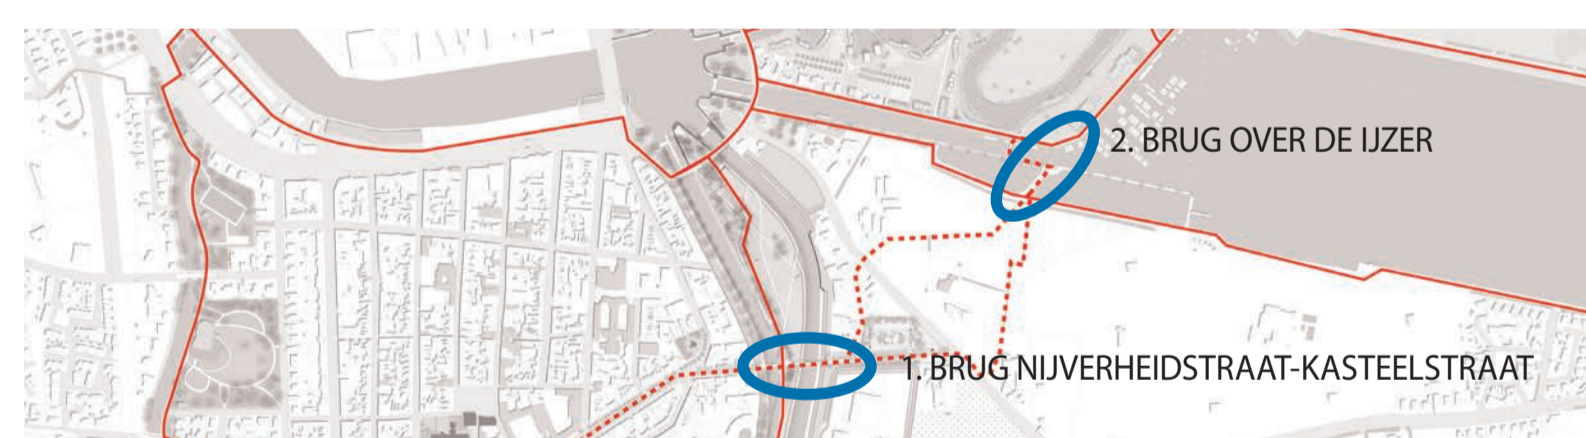 2. BRUG OVER DE IJZER
1. BRUG NIJVERHEIDSTRAAT-KASTEELSTRAAT